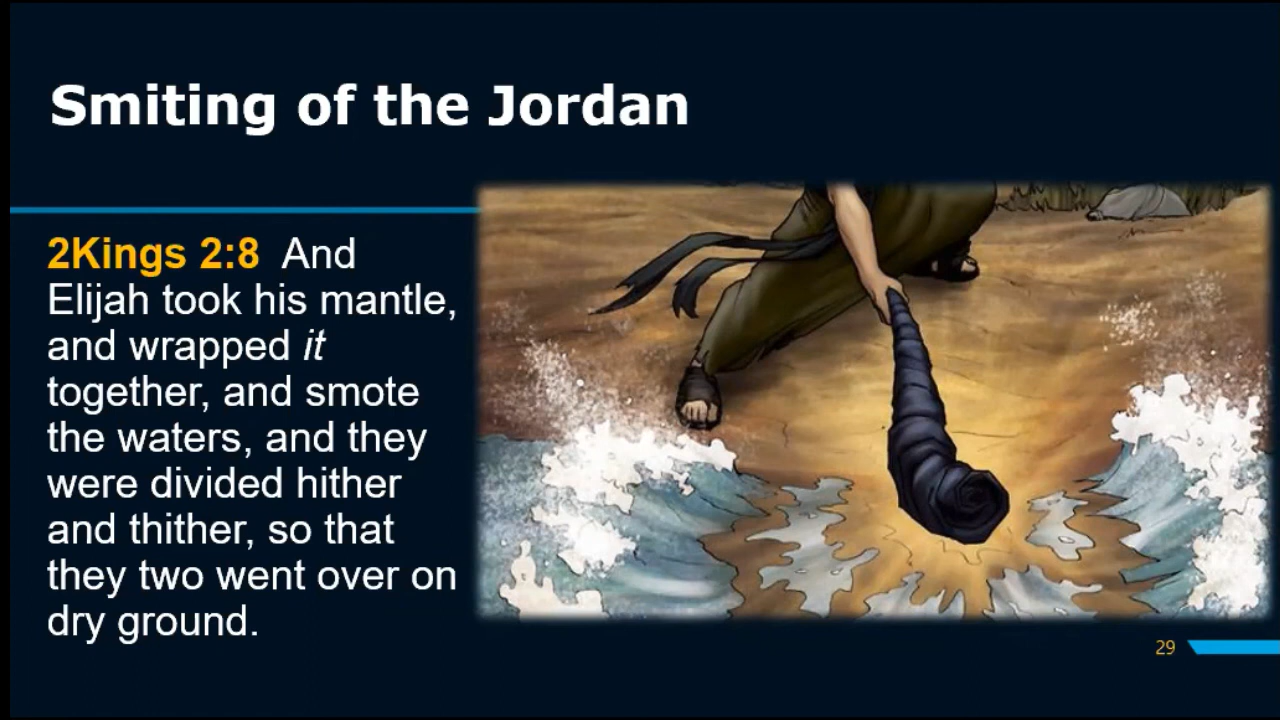 Smiting of the Jordan
2Kings 2:8 And
Elijah took his mantle,
and wrapped it
together, and smote
the waters, and they
were divided hither
and thither, so that
they two went over on
dry ground.
29